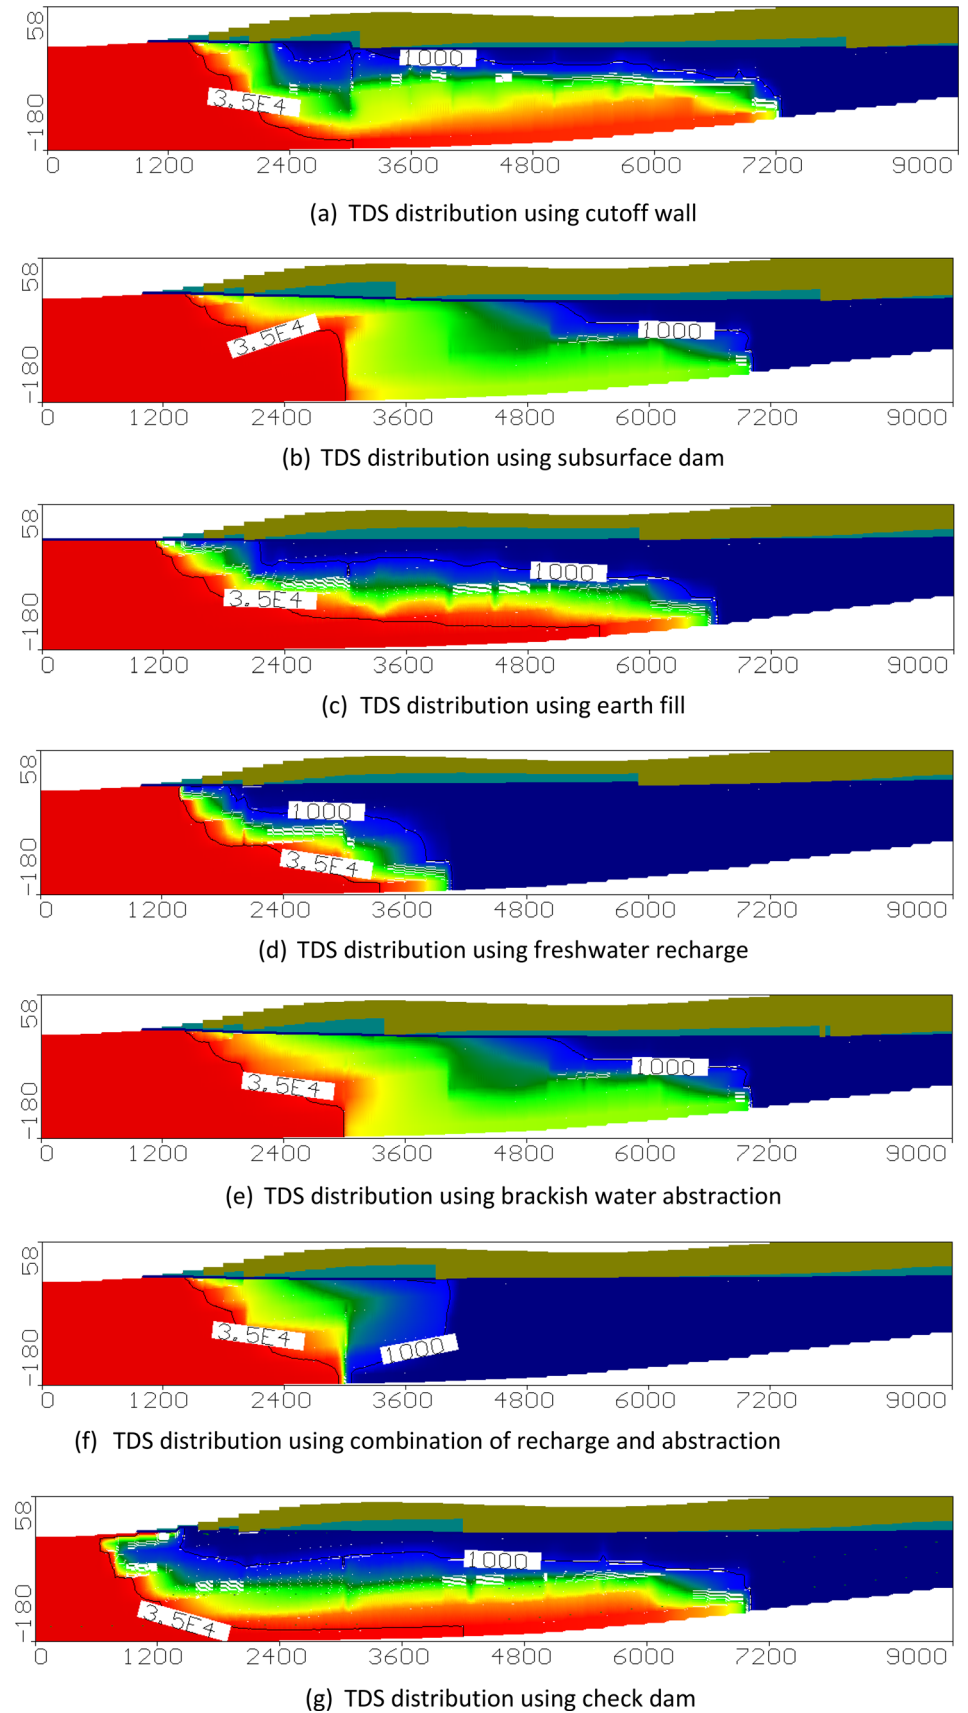 58
1000
3.5E4
-180
0 1200 2400 3600 4800 6000 7200 9000
(a) TDS distribution using cutoff wall
58
1000
3.5E4
-180
0 1200 2400 3600 4800 6000 7200 9000
(b) TDS distribution using subsurface dam
58
1000
3.5E4
-180
0 1200 2400 3600 4800 6000 7200 9000
(c) TDS distribution using earth fill
58
1000
3.5E4
-180
0 1200 2400 3600 4800 6000 7200 9000
(d) TDS distribution using freshwater recharge
58
1000
3.5E4
-180
0 1200 2400 3600 4800 6000 7200 9000
(e) TDS distribution using brackish water abstraction
58
3.5E4
1000
-180
0 1200 2400 3600 4800 6000 7200 9000
(f) TDS distribution using combination of recharge and abstraction
58
1000
3.5E4
-180
0 1200 2400 3600 4800 6000 7200 9000
(g) TDS distribution using check dam